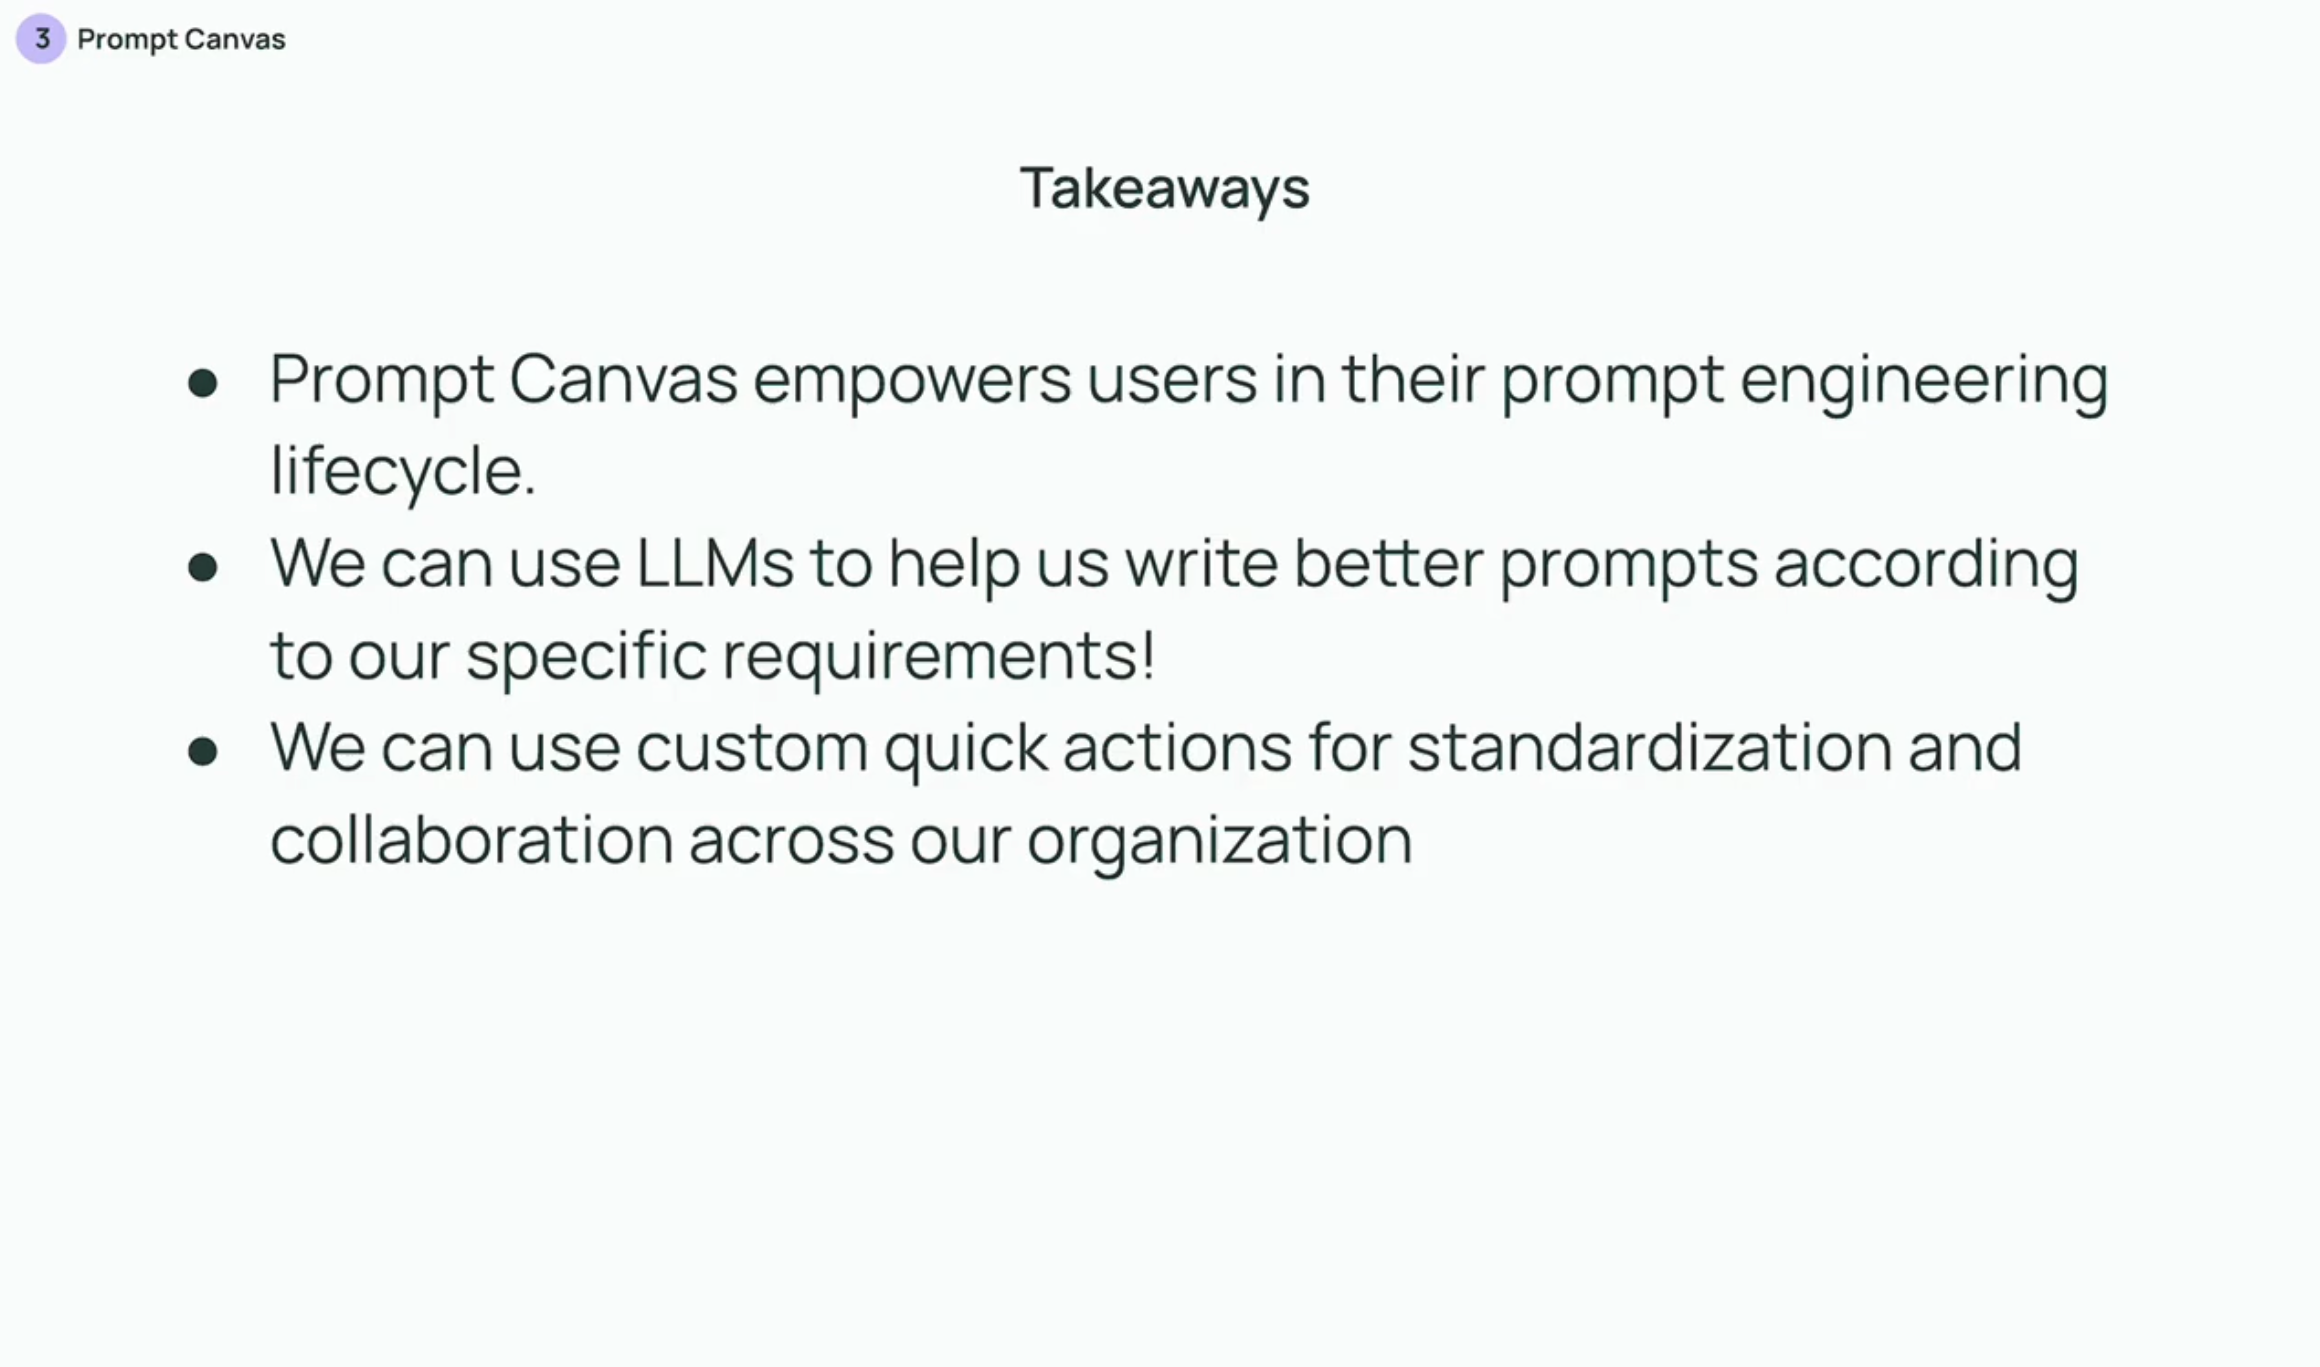 3 Prompt Canvas
Takeaways
● Prompt Canvas empowers users in their prompt engineering
lifecycle.
● We can use LLMs to help us write better prompts according
to our specific requirements!
● We can use custom quick actions for standardization and
collaboration across our organization